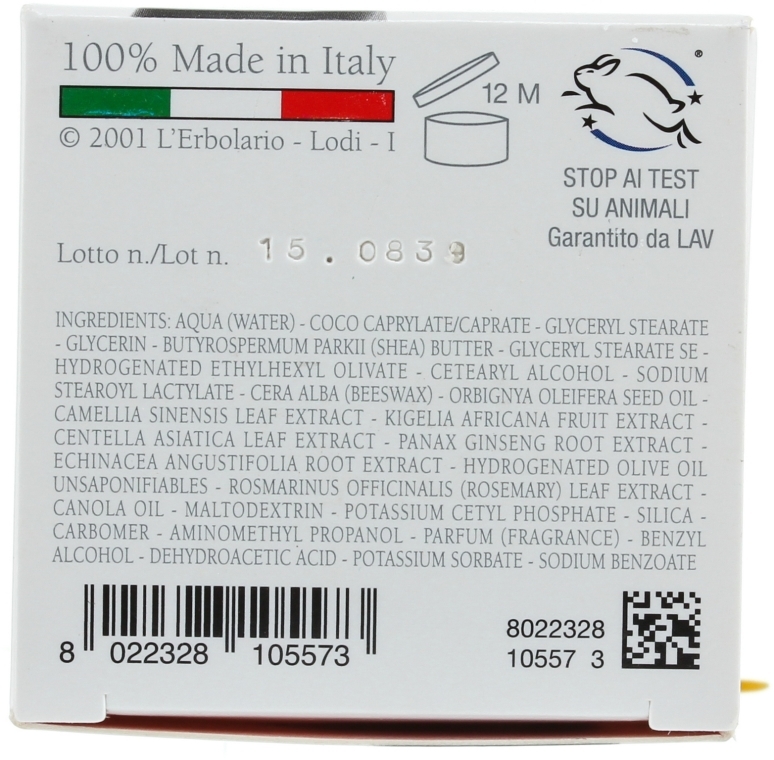 100% Made in Italy
© 2001 L'Erbolario - Lodi - I
12 M
®
STOP AI TEST
SU ANIMALI
Garantito da LAV
Lotto n./Lot n. 15.0839
INGREDIENTS: AQUA (WATER) - COCO CAPRYLATE/CAPRATE - GLYCERYL STEARATE
- GLYCERIN - BUTYROSPERMUM PARKII (SHEA) BUTTER - GLYCERYL STEARATE SE -
HYDROGENATED ETHYLHEXYL OLIVATE - CETEARYL ALCOHOL - SODIUM
STEAROYL LACTYLATE - CERA ALBA (BEESWAX) - ORBIGNYA OLEIFERA SEED OIL -
CAMELLIA SINENSIS LEAF EXTRACT - KIGELIA AFRICANA FRUIT EXTRACT -
CENTELLA ASIATICA LEAF EXTRACT - PANAX GINSENG ROOT EXTRACT -
ECHINACEA ANGUSTIFOLIA ROOT EXTRACT - HYDROGENATED OLIVE OIL
UNSAPONIFIABLES - ROSMARINUS OFFICINALIS (ROSEMARY) LEAF EXTRACT -
CANOLA OIL - MALTODEXTRIN - POTASSIUM CETYL PHOSPHATE - SILICA -
CARBOMER - AMINOMETHYL PROPANOL - PARFUM (FRAGRANCE) - BENZYL
ALCOHOL - DEHYDROACETIC ACID - POTASSIUM SORBATE - SODIUM BENZOATE
8 022328 105573
8022328
10557 3